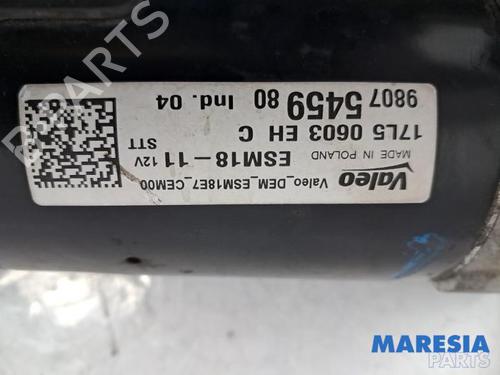 Valeo
Valeo_DEM_ESM18E7_CEM00
MADE IN POLAND
ESM18-11 12V
STT
17L5 0603 EH C
9807 5459 80 Ind. 04
B-PARTS
MARESIA
PARTS